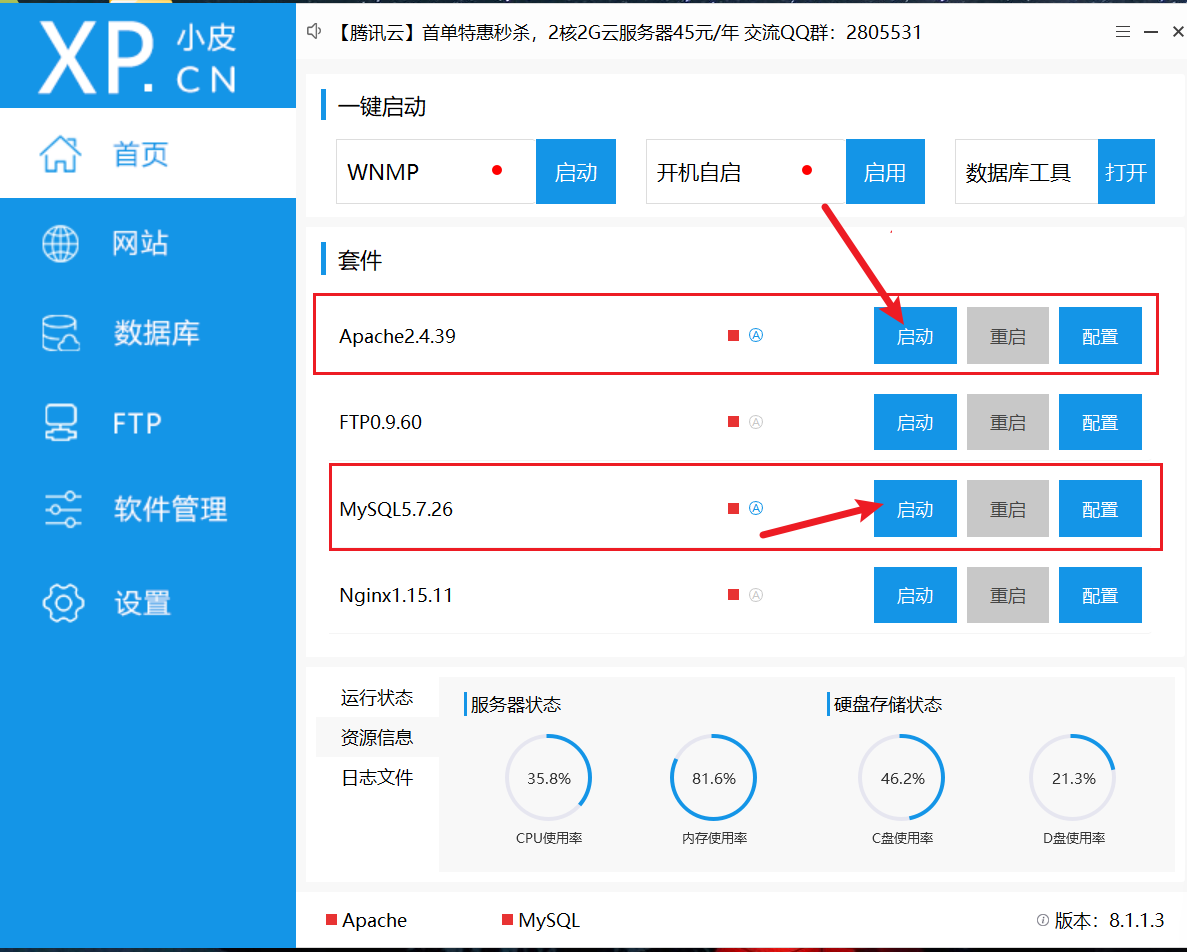 XP.小皮
CN
【腾讯云】首单特惠秒杀，2核2G云服务器45元/年 交流QQ群：2805531
首页
网站
数据库
FTP
软件管理
设置
一键启动
WNMP 启动 开机自启 启用 数据库工具 打开
套件
Apache2.4.39 Ⓐ 启动 重启 配置
FTP0.9.60 Ⓐ 启动 重启 配置
MySQL5.7.26 Ⓐ 启动 重启 配置
Nginx1.15.11 Ⓐ 启动 重启 配置
运行状态
资源信息
日志文件
服务器状态 硬盘存储状态
35.8% 81.6% 46.2% 21.3%
CPU使用率 内存使用率 C盘使用率 D盘使用率
Apache MySQL 版本：8.1.1.3